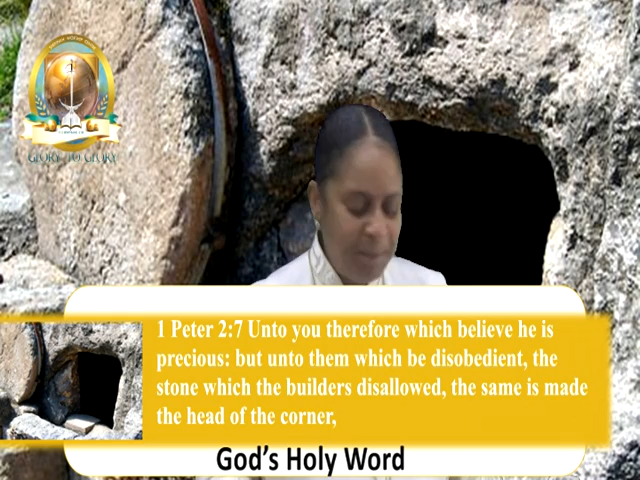 GLORY TO GLORY
1 Peter 2:7 Unto you therefore which believe he is
precious: but unto them which be disobedient, the
stone which the builders disallowed, the same is made
the head of the corner,
God's Holy Word